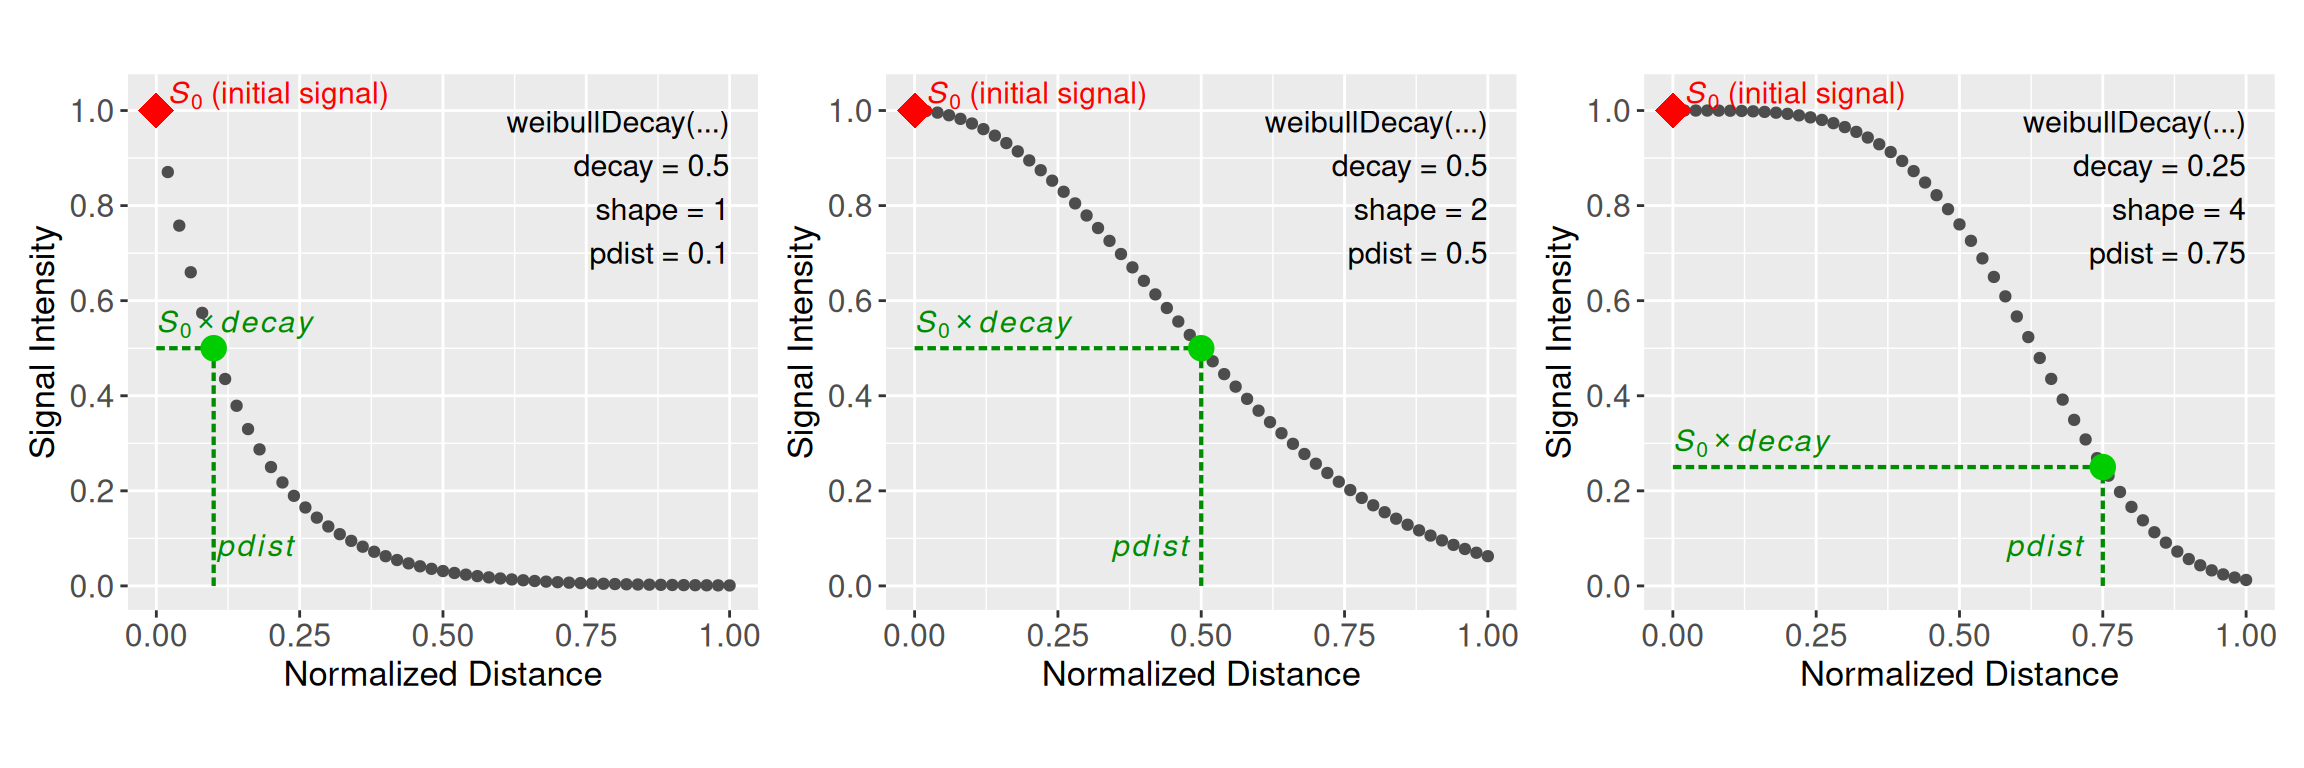 S0 (initial signal)
weibullDecay(...)
decay = 0.5
shape = 1
pdist = 0.1
S0 × decay
pdist
1.0
0.8
0.6
0.4
0.2
0.0
0.00 0.25 0.50 0.75 1.00
Normalized Distance
Signal Intensity
S0 (initial signal)
weibullDecay(...)
decay = 0.5
shape = 2
pdist = 0.5
S0 × decay
pdist
1.0
0.8
0.6
0.4
0.2
0.0
0.00 0.25 0.50 0.75 1.00
Normalized Distance
Signal Intensity
S0 (initial signal)
weibullDecay(...)
decay = 0.25
shape = 4
pdist = 0.75
S0 × decay
pdist
1.0
0.8
0.6
0.4
0.2
0.0
0.00 0.25 0.50 0.75 1.00
Normalized Distance
Signal Intensity